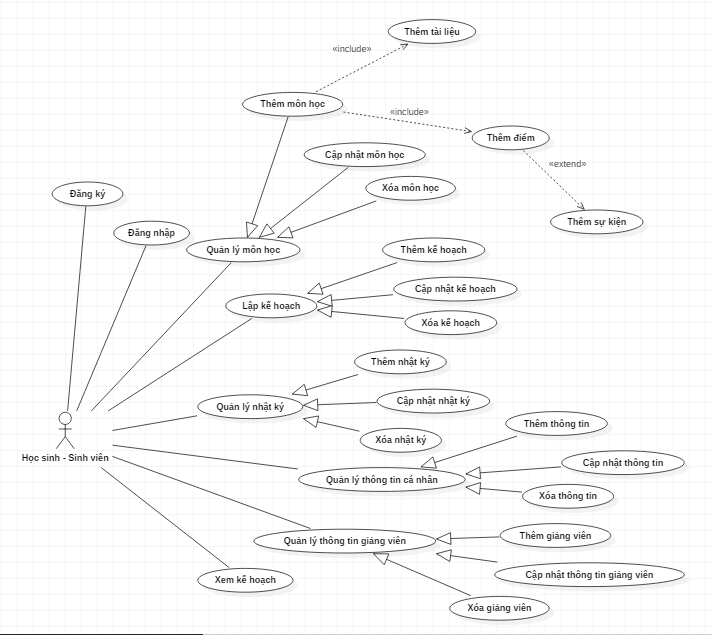 Thêm tài liệu
«include»
Thêm môn học
«include»
Thêm điểm
Cập nhật môn học
«extend»
Xóa môn học
Đăng ký
Thêm sự kiện
Đăng nhập
Quản lý môn học
Thêm kế hoạch
Cập nhật kế hoạch
Lập kế hoạch
Xóa kế hoạch
Thêm nhật ký
Cập nhật nhật ký
Quản lý nhật ký
Thêm thông tin
Xóa nhật ký
Học sinh - Sinh viên
Cập nhật thông tin
Quản lý thông tin cá nhân
Xóa thông tin
Thêm giảng viên
Quản lý thông tin giảng viên
Cập nhật thông tin giảng viên
Xem kế hoạch
Xóa giảng viên